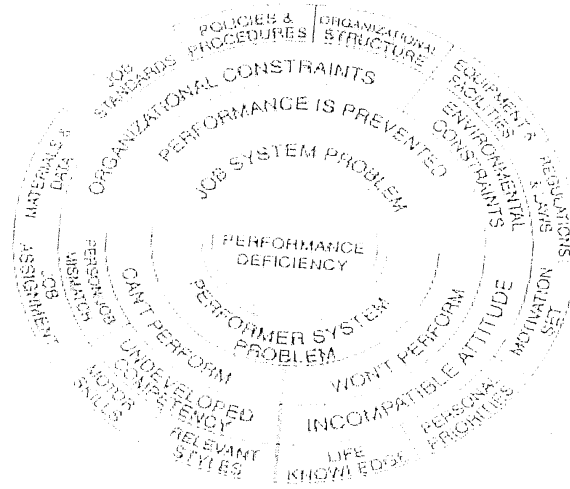 POLICIES &
PROCEDURES
ORGANIZATIONAL
STRUCTURE
JOB
STANDARDS
EQUIPMENT &
FACILITIES
MATERIALS &
DATA
REGULATIONS
& LAWS
ORGANIZATIONAL CONSTRAINTS
ENVIRONMENTAL
CONSTRAINTS
PERFORMANCE IS PREVENTED
JOB SYSTEM PROBLEM
PERFORMANCE
DEFICIENCY
PERFORMER SYSTEM
PROBLEM
CAN'T PERFORM
WON'T PERFORM
PERSON-JOB
MISMATCH
JOB
ASSIGNMENT
UNDEVELOPED
COMPETENCY
INCOMPATIBLE ATTITUDE
MOTIVATION
SET
MOTOR
SKILLS
RELEVANT
STYLES
LIFE
KNOWLEDGE
PERSONAL
PRIORITIES